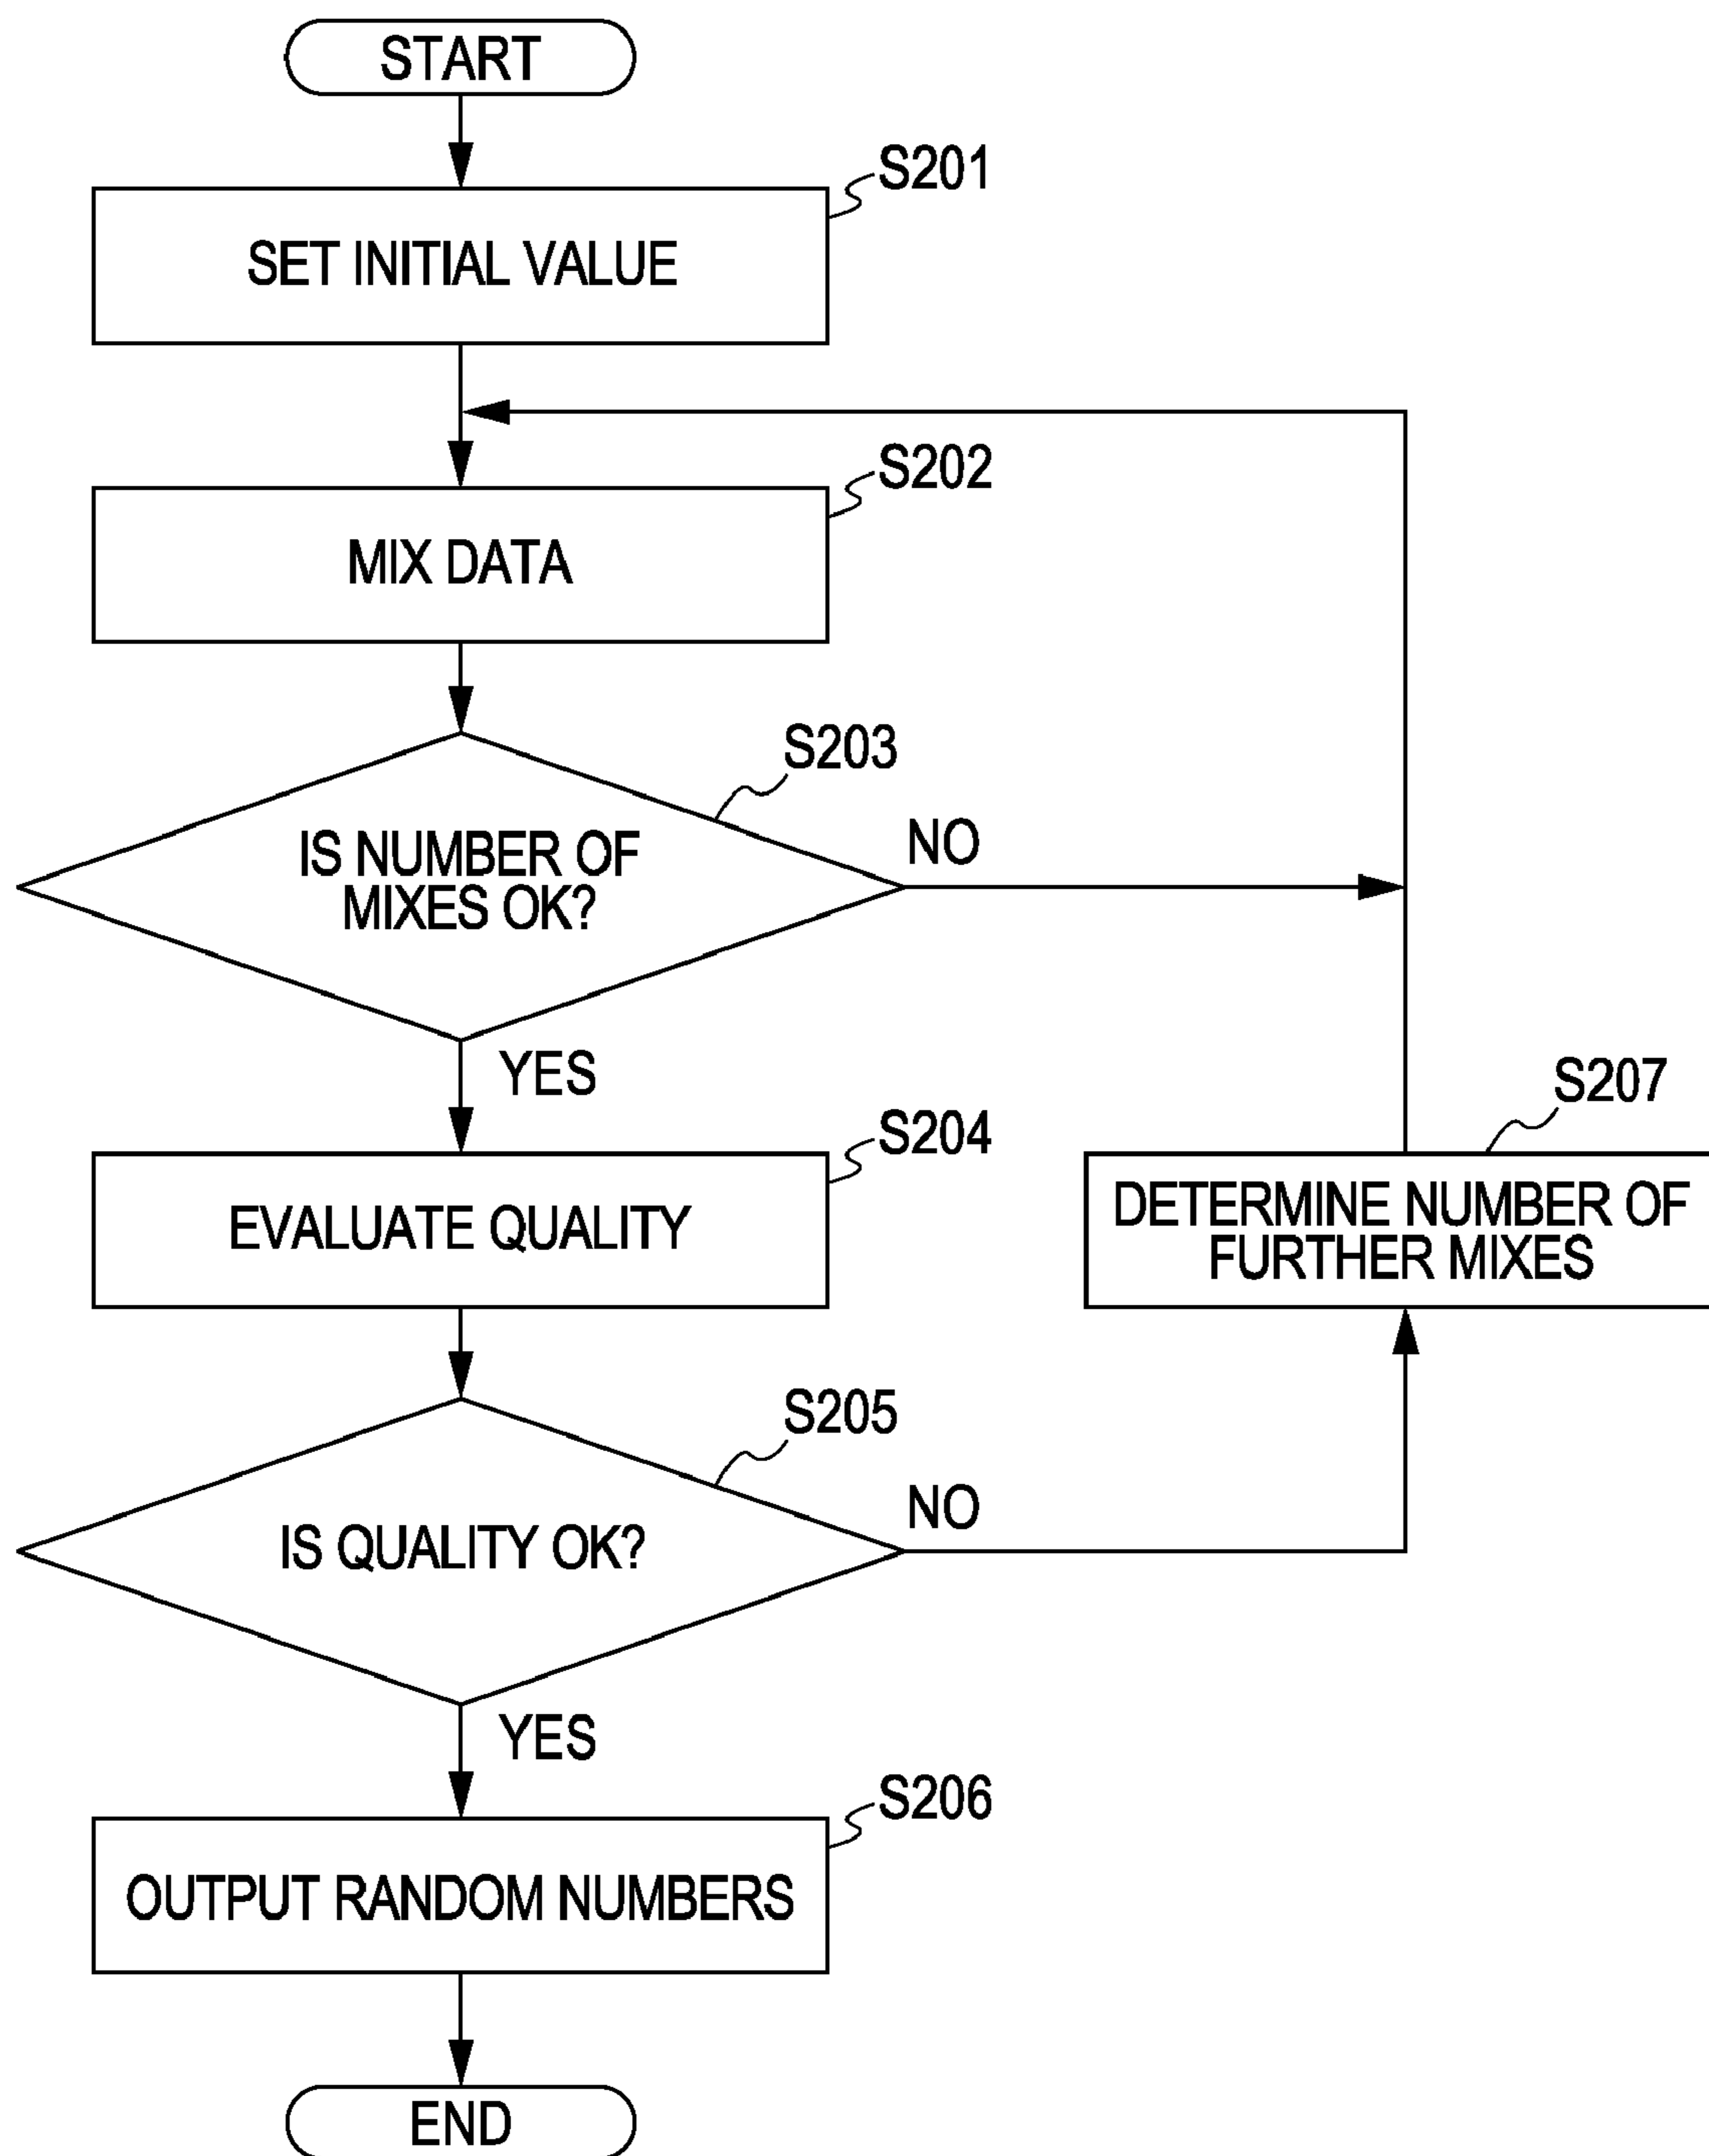 START
S201
SET INITIAL VALUE
S202
MIX DATA
S203
IS NUMBER OF
MIXES OK?
NO
YES
S204
EVALUATE QUALITY
S207
DETERMINE NUMBER OF
FURTHER MIXES
S205
IS QUALITY OK?
NO
YES
S206
OUTPUT RANDOM NUMBERS
END